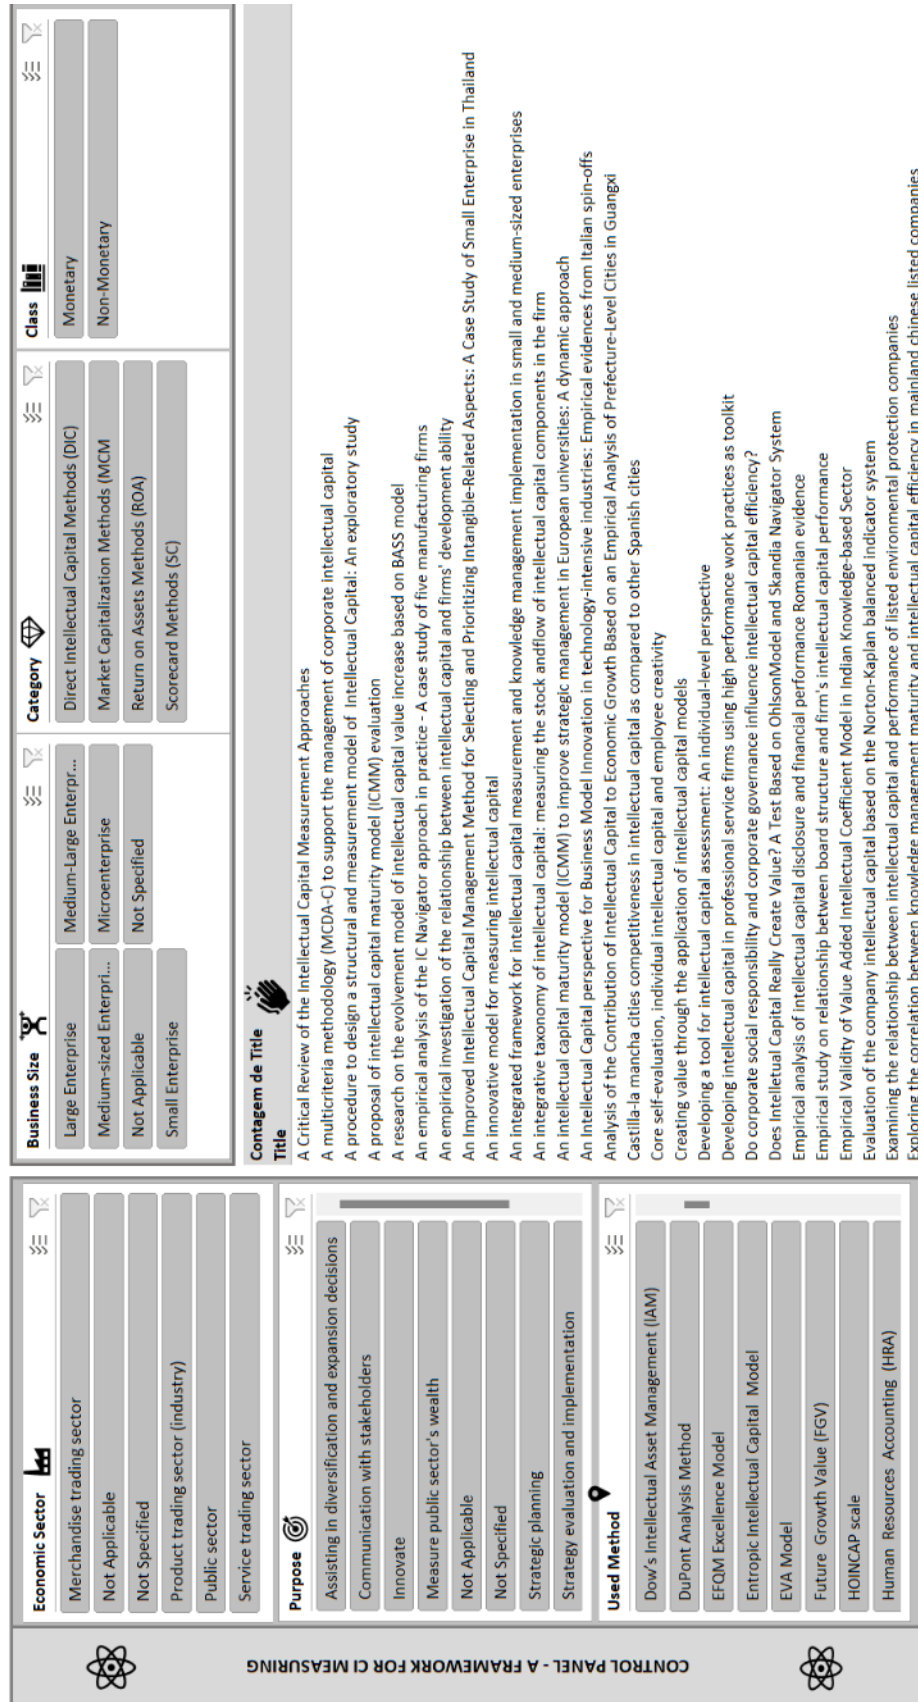 CONTROL PANEL - A FRAMEWORK FOR CI MEASURING
Economic Sector
Merchandise trading sector
Not Applicable
Not Specified
Product trading sector (industry)
Public sector
Service trading sector
Purpose
Assisting in diversification and expansion decisions
Communication with stakeholders
Innovate
Measure public sector's wealth
Not Applicable
Not Specified
Strategic planning
Strategy evaluation and implementation
Used Method
Dow's Intellectual Asset Management (IAM)
DuPont Analysis Method
EFQM Excellence Model
Entropic Intellectual Capital Model
EVA Model
Future Growth Value (FGV)
HOINCAP scale
Human Resources Accounting (HRA)
Business Size
Large Enterprise
Medium-Large Enterpr...
Medium-sized Enterpri...
Microenterprise
Not Applicable
Not Specified
Small Enterprise
Category
Direct Intellectual Capital Methods (DIC)
Market Capitalization Methods (MCM
Return on Assets Methods (ROA)
Scorecard Methods (SC)
Class
Monetary
Non-Monetary
Contagem de Title
Title
A Critical Review of the Intellectual Capital Measurement Approaches
A multicriteria methodology (MCDA-C) to support the management of corporate intellectual capital
A procedure to design a structural and measurement model of Intellectual Capital: An exploratory study
A proposal of intellectual capital maturity model (ICMM) evaluation
A research on the evolvement model of intellectual capital value increase based on BASS model
An empirical analysis of the IC Navigator approach in practice - A case study of five manufacturing firms
An empirical investigation of the relationship between intellectual capital and firms' development ability
An Improved Intellectual Capital Management Method for Selecting and Prioritizing Intangible-Related Aspects: A Case Study of Small Enterprise in Thailand
An innovative model for measuring intellectual capital
An integrated framework for intellectual capital measurement and knowledge management implementation in small and medium-sized enterprises
An integrative taxonomy of intellectual capital: measuring the stock andflow of intellectual capital components in the firm
An intellectual capital maturity model (ICMM) to improve strategic management in European universities: A dynamic approach
An Intellectual Capital perspective for Business Model Innovation in technology-intensive industries: Empirical evidences from Italian spin-offs
Analysis of the Contribution of Intellectual Capital to Economic Growth Based on an Empirical Analysis of Prefecture-Level Cities in Guangxi
Castilla-la mancha cities competitiveness in intellectual capital as compared to other Spanish cities
Core self-evaluation, individual intellectual capital and employee creativity
Creating value through the application of intellectual capital models
Developing a tool for intellectual capital assessment: An individual-level perspective
Developing intellectual capital in professional service firms using high performance work practices as toolkit
Do corporate social responsibility and corporate governance influence intellectual capital efficiency?
Does Intelletual Capital Really Create Value? A Test Based on OhlsonModel and Skandia Navigator System
Empirical analysis of intellectual capital disclosure and financial performance Romanian evidence
Empirical study on relationship between board structure and firm's intellectual capital performance
Empirical Validity of Value Added Intellectual Coefficient Model in Indian Knowledge-based Sector
Evaluation of the company intellectual capital based on the Norton-Kaplan balanced indicator system
Examining the relationship between intellectual capital and performance of listed environmental protection companies
Exploring the correlation between knowledge management maturity and intellectual capital efficiency in mainland chinese listed companies